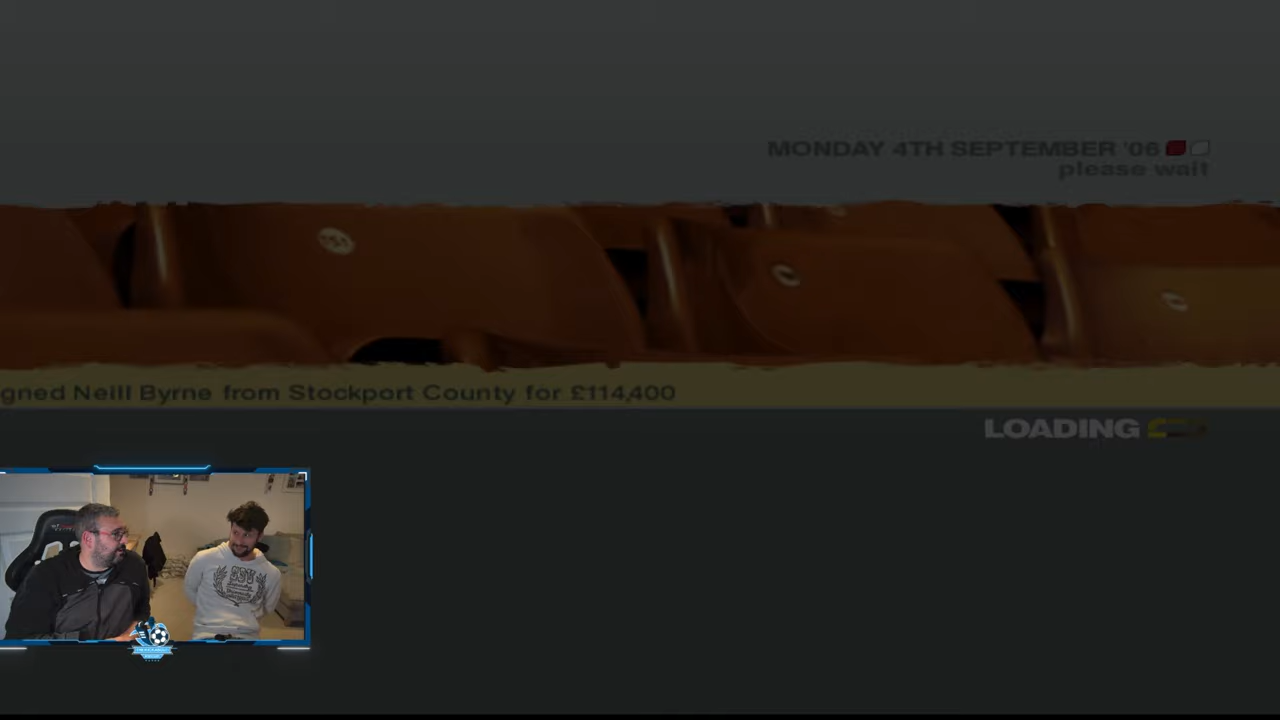 MONDAY 4TH SEPTEMBER '06
please wait
gned Neill Byrne from Stockport County for £114,400
LOADING